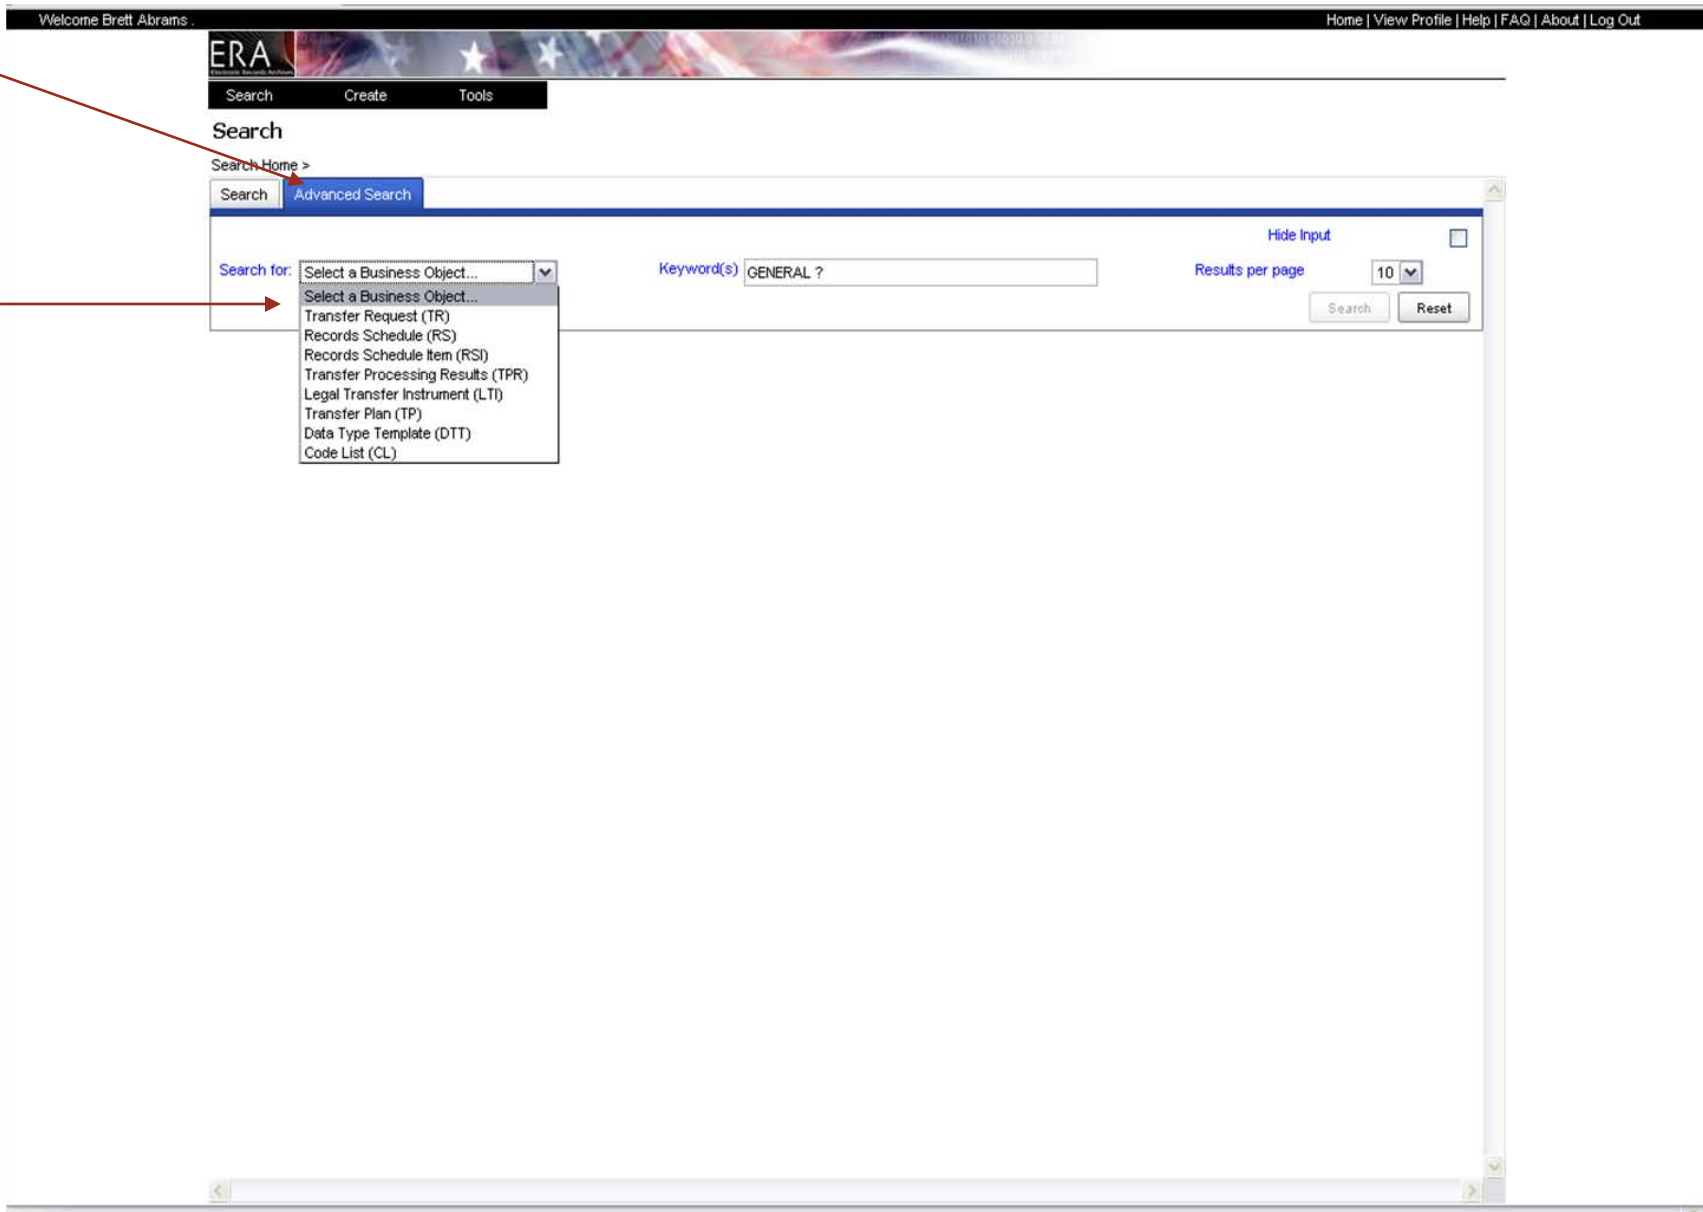 Welcome Brett Abrams .
Home | View Profile | Help | FAQ | About | Log Out
ERA
Electronic Records Archives
Search Create Tools
Search
Search Home >
Search Advanced Search
Hide Input
Search for: Select a Business Object... Keyword(s) GENERAL ? Results per page 10
Select a Business Object...
Search Reset
Transfer Request (TR)
Records Schedule (RS)
Records Schedule Item (RSI)
Transfer Processing Results (TPR)
Legal Transfer Instrument (LTI)
Transfer Plan (TP)
Data Type Template (DTT)
Code List (CL)